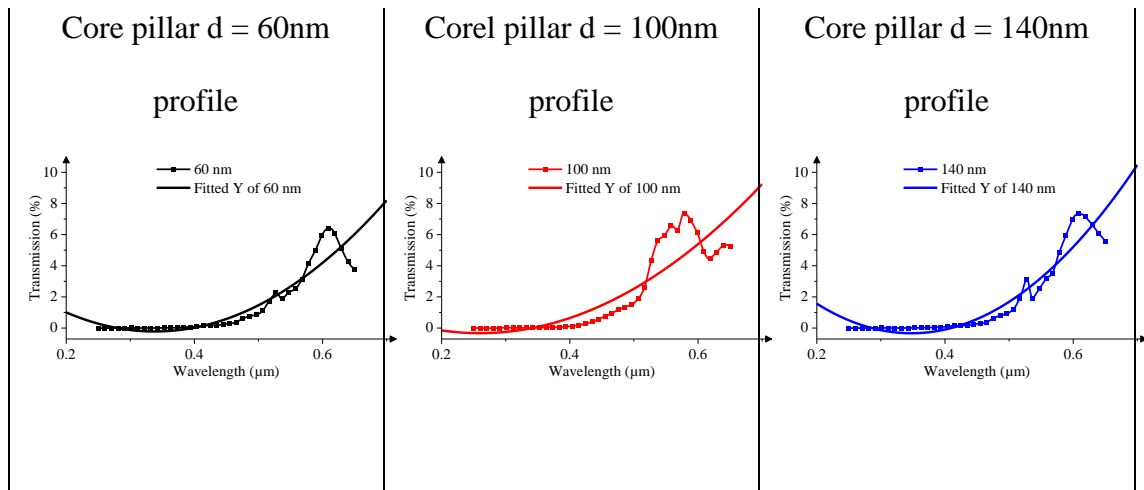 Core pillar d = 60nm
profile
10
8
6
4
2
0
0.2
0.4
0.6
Transmission (%)
Wavelength (µm)
60 nm
Fitted Y of 60 nm
Corel pillar d = 100nm
profile
10
8
6
4
2
0
0.2
0.4
0.6
Transmission (%)
Wavelength (µm)
100 nm
Fitted Y of 100 nm
Core pillar d = 140nm
profile
10
8
6
4
2
0
0.2
0.4
0.6
Transmission (%)
Wavelength (µm)
140 nm
Fitted Y of 140 nm